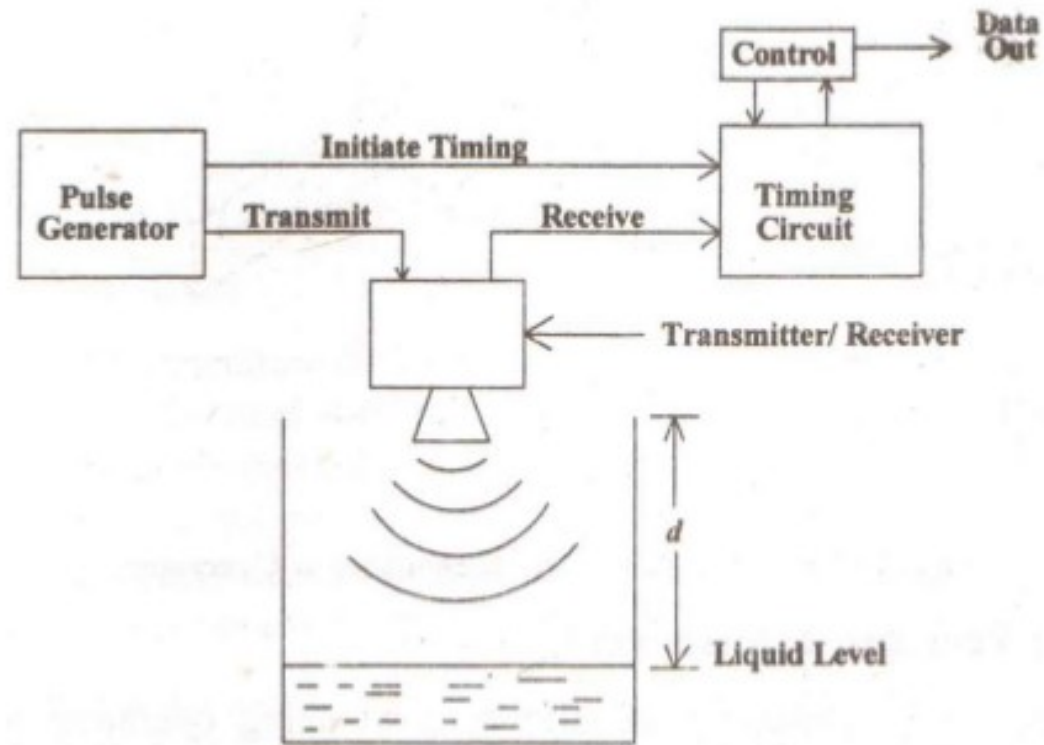 Data
Out
Control
Initiate Timing
Pulse
Generator
Transmit
Receive
Timing
Circuit
Transmitter/ Receiver
d
Liquid Level